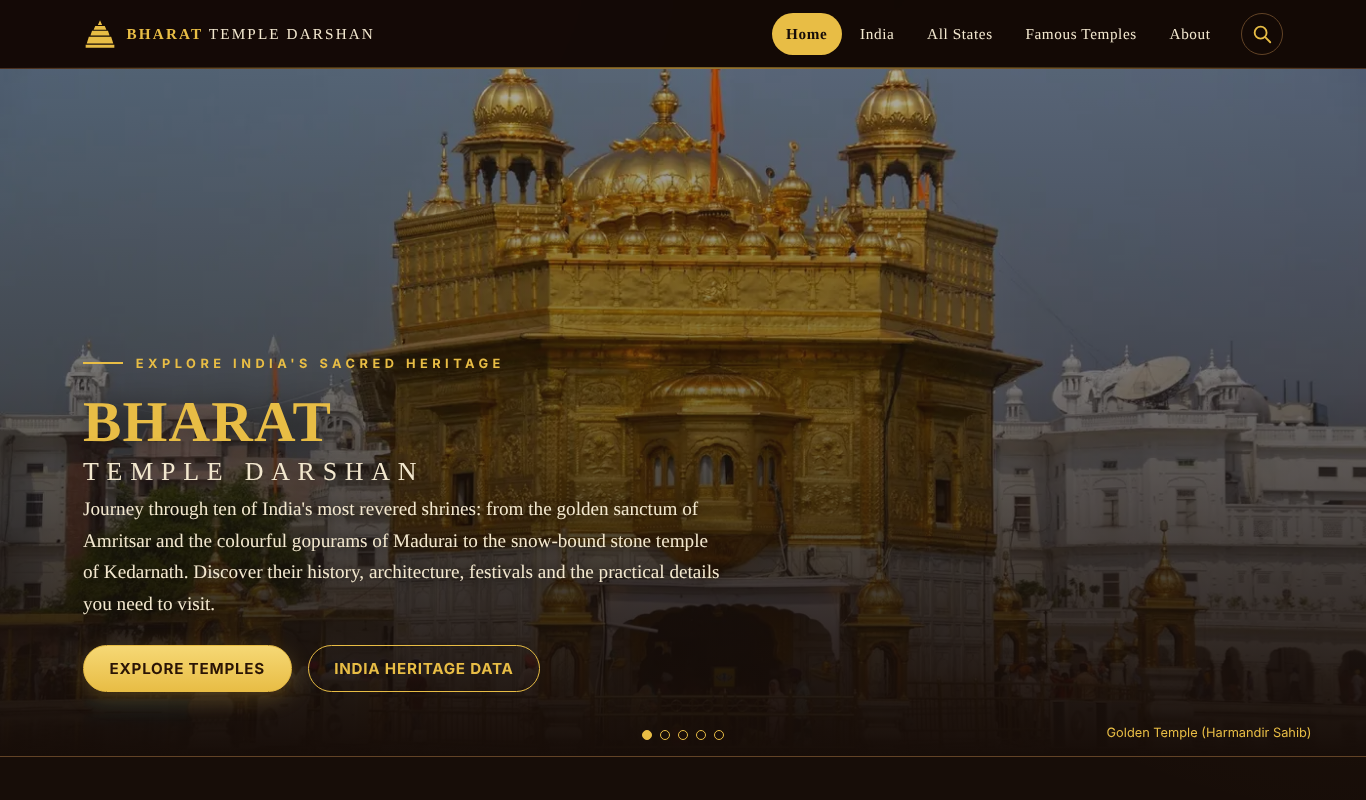 BHARAT TEMPLE DARSHAN
Home India All States Famous Temples About
EXPLORE INDIA'S SACRED HERITAGE
BHARAT
TEMPLE DARSHAN
Journey through ten of India's most revered shrines: from the golden sanctum of
Amritsar and the colourful gopurams of Madurai to the snow-bound stone temple
of Kedarnath. Discover their history, architecture, festivals and the practical details
you need to visit.
EXPLORE TEMPLES INDIA HERITAGE DATA
Golden Temple (Harmandir Sahib)